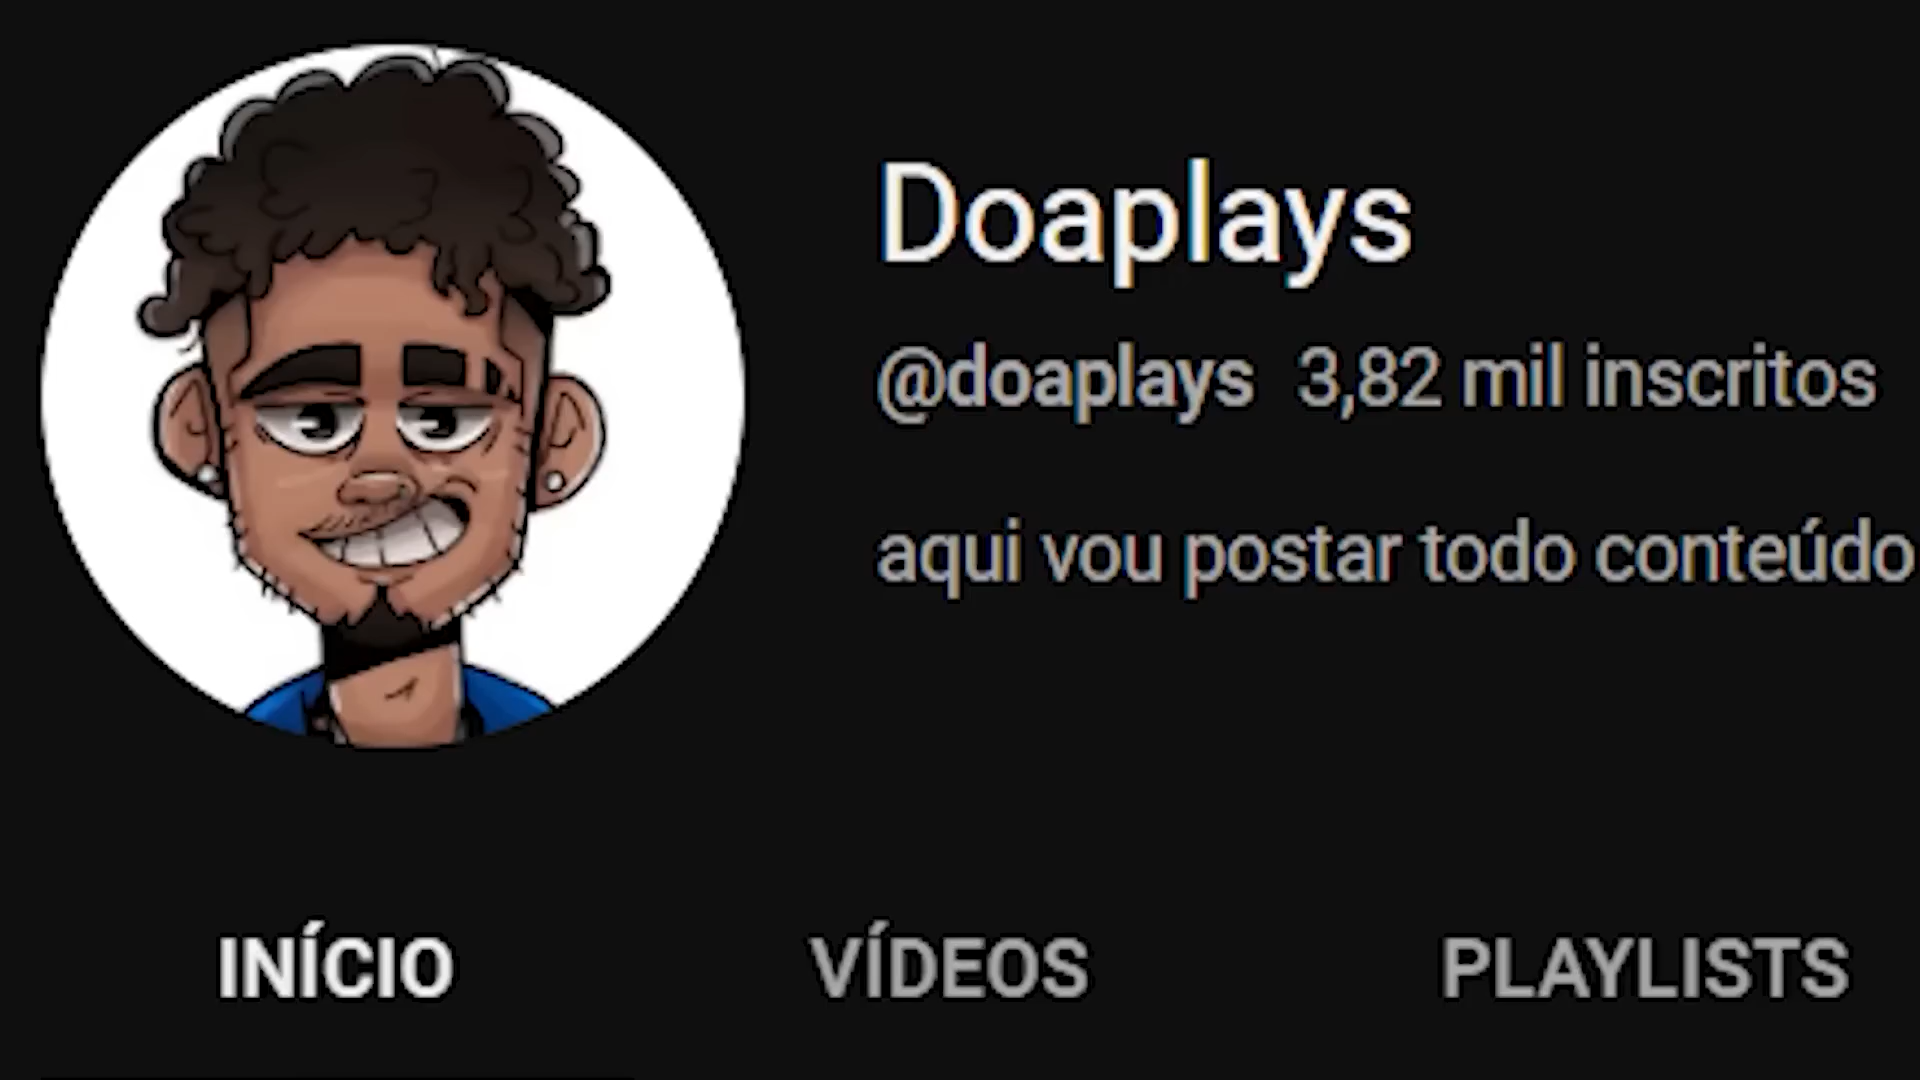 Doaplays
@doaplays 3,82 mil inscritos
aqui vou postar todo conteúdo
INÍCIO VÍDEOS PLAYLISTS